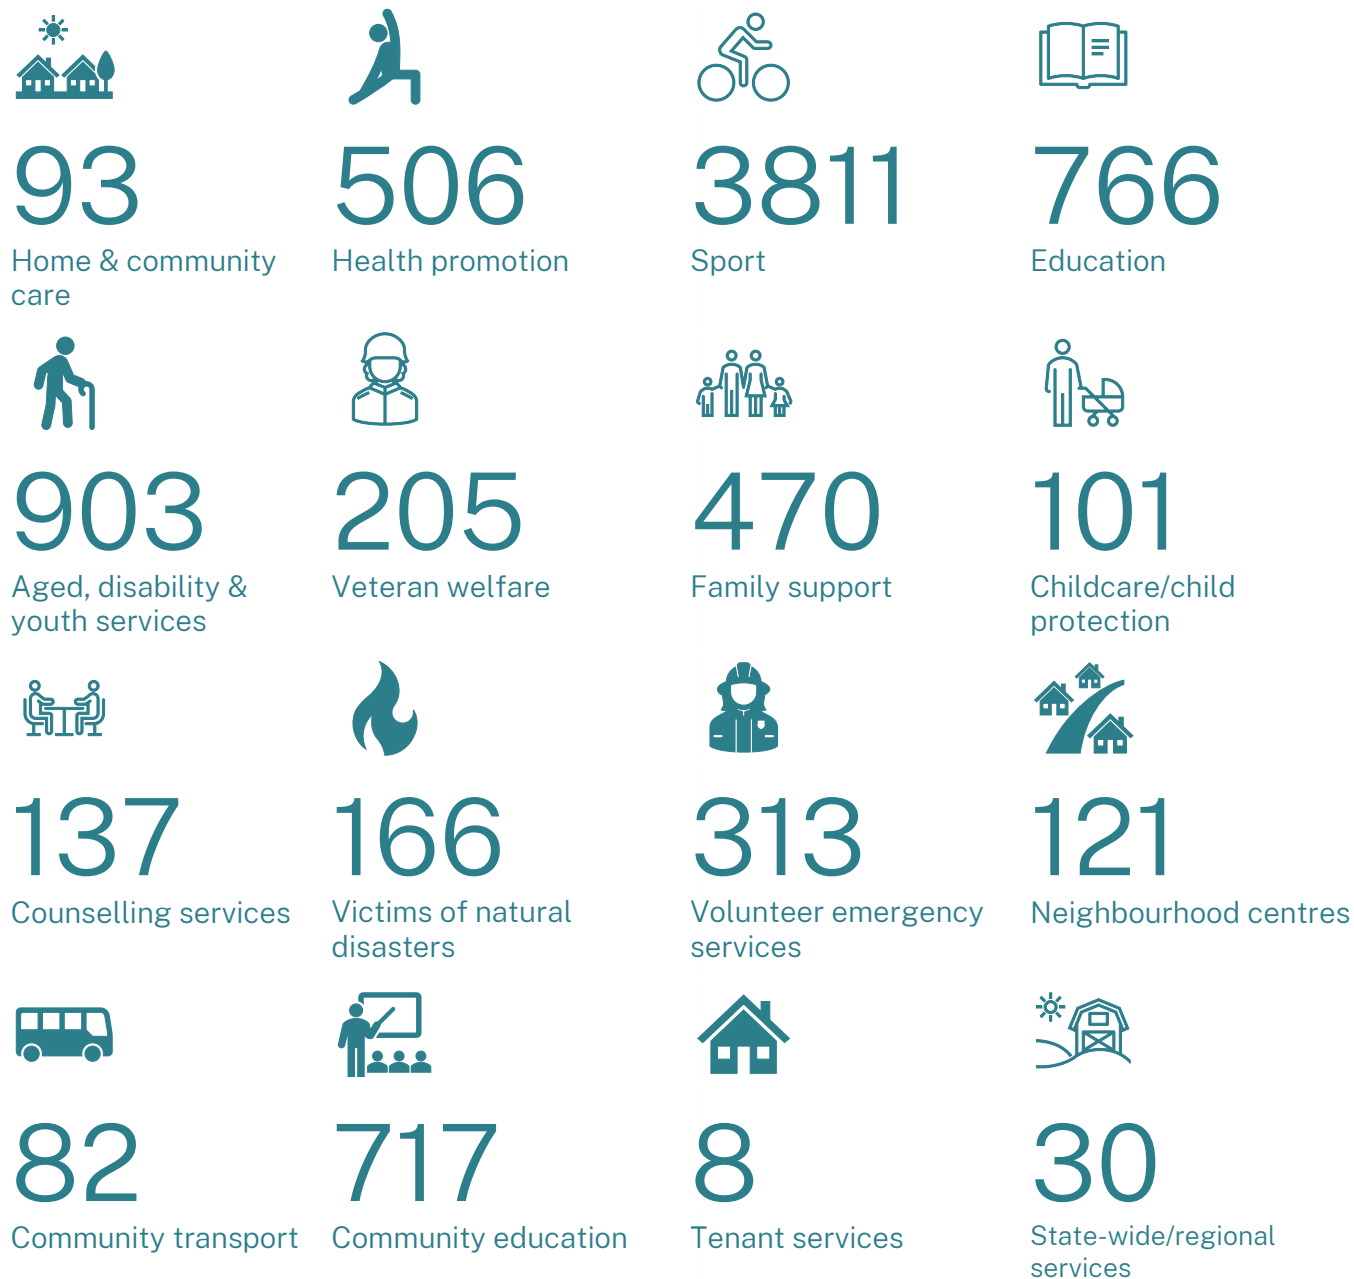 93
Home & community
care
506
Health promotion
3811
Sport
766
Education
903
Aged, disability &
youth services
205
Veteran welfare
470
Family support
101
Childcare/child
protection
137
Counselling services
166
Victims of natural
disasters
313
Volunteer emergency
services
121
Neighbourhood centres
82
Community transport
717
Community education
8
Tenant services
30
State-wide/regional
services